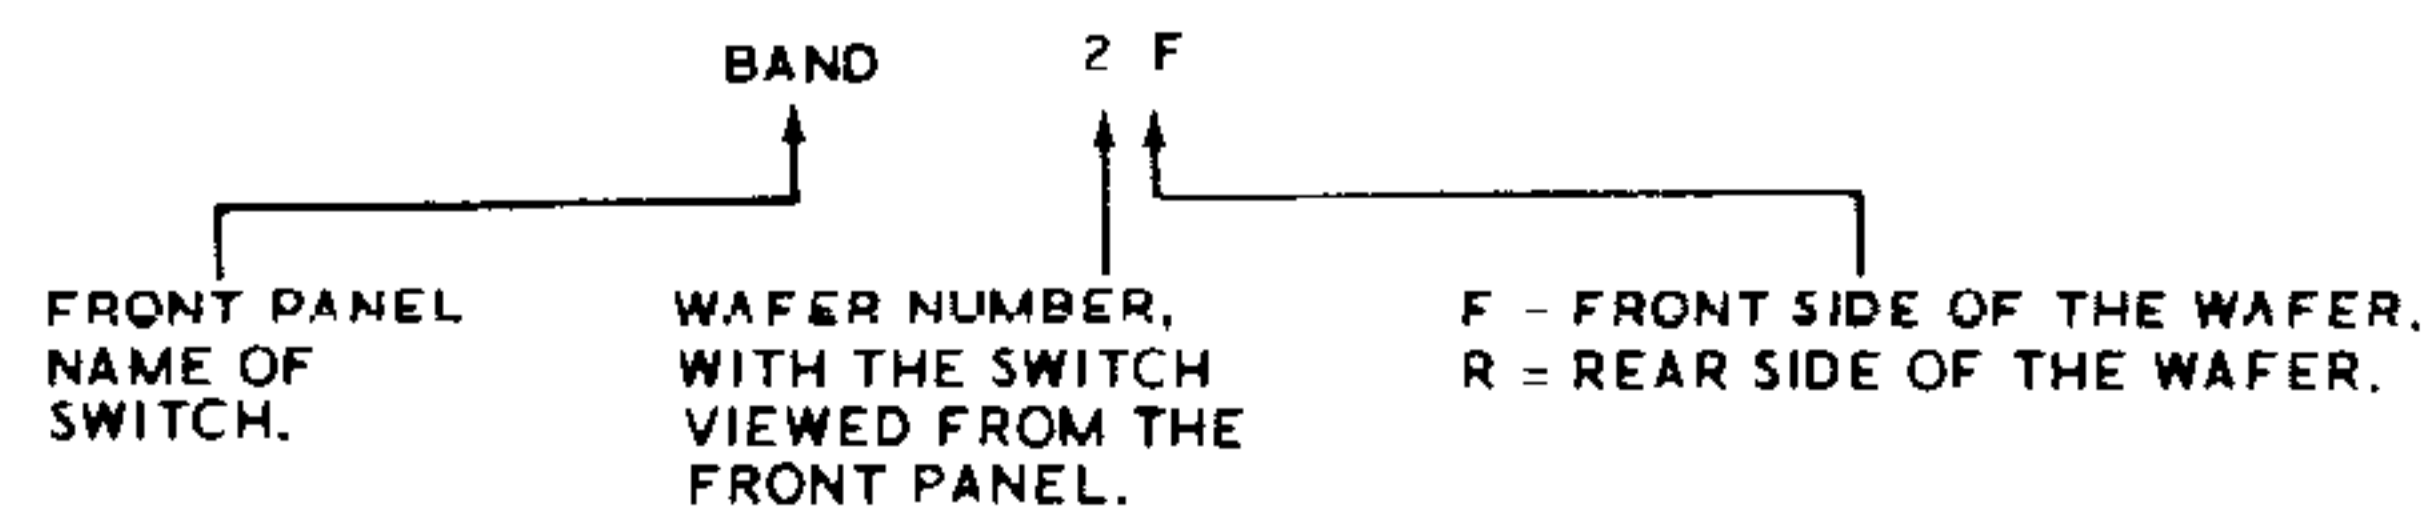 BAND 2 F
FRONT PANEL
NAME OF
SWITCH.
WAFER NUMBER,
WITH THE SWITCH
VIEWED FROM THE
FRONT PANEL.
F - FRONT SIDE OF THE WAFER.
R = REAR SIDE OF THE WAFER.